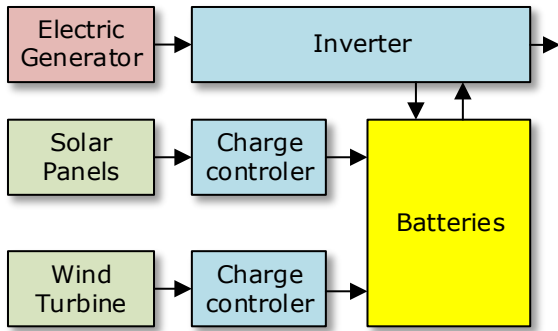 Electric
Generator
Inverter
Solar
Panels
Charge
controler
Batteries
Wind
Turbine
Charge
controler